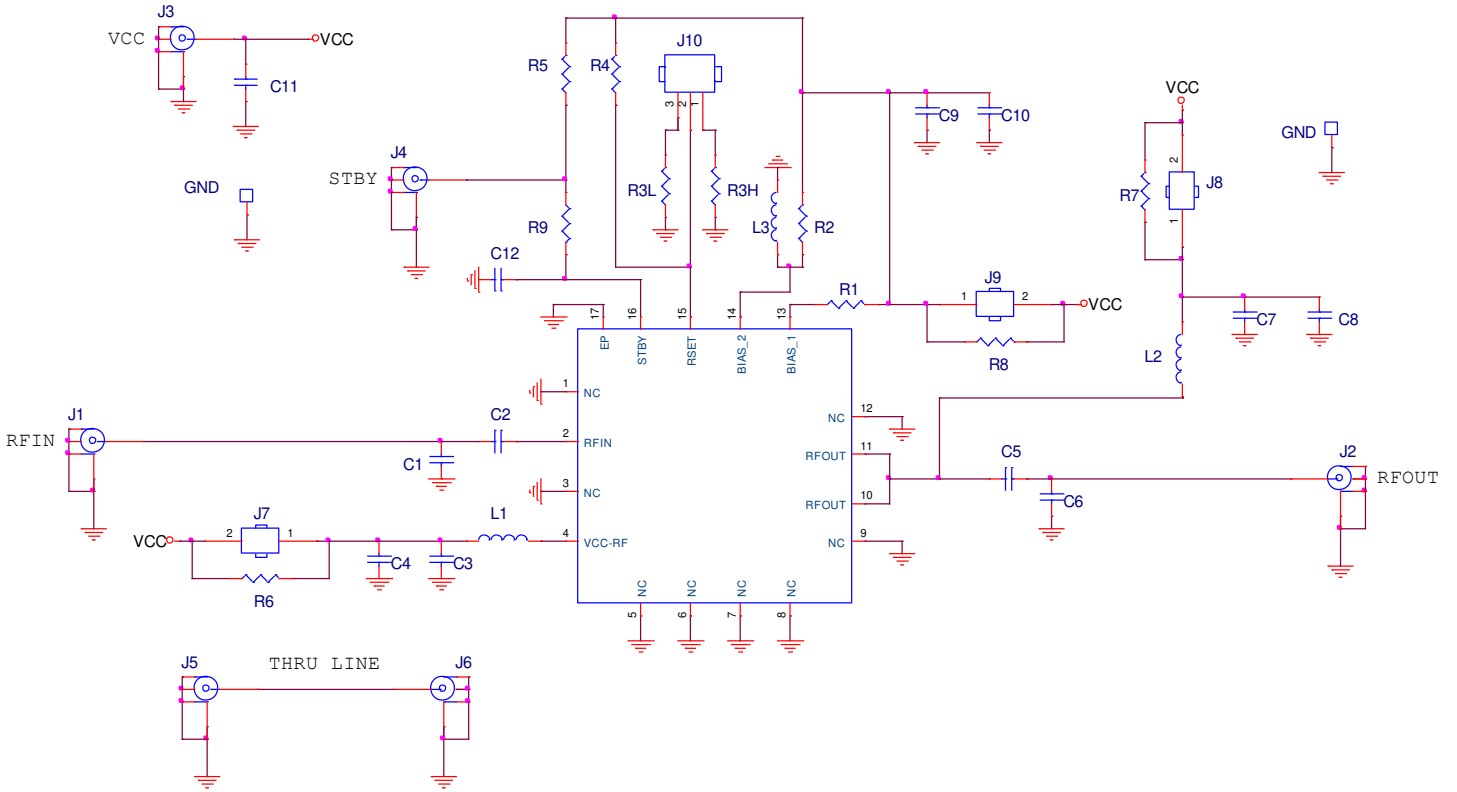 J3
VCC
VCC
C11
R5
R4
J10
3
2
1
C9
C10
VCC
GND
J4
STBY
GND
R3L
R3H
R9
L3
R2
2
R7
J8
1
C12
R1
J9
1
2
VCC
R8
C7
C8
L2
17
16
15
14
13
EP
STBY
RSET
BIAS_2
BIAS_1
1
NC
J1
RFIN
C2
2
RFIN
C1
3
NC
NC
12
RFOUT
11
RFOUT
10
NC
9
C5
J2
RFOUT
C6
J7
L1
VCC
2
1
4
VCC-RF
C4
C3
R6
NC
NC
NC
NC
5
6
7
8
J5
THRU LINE
J6